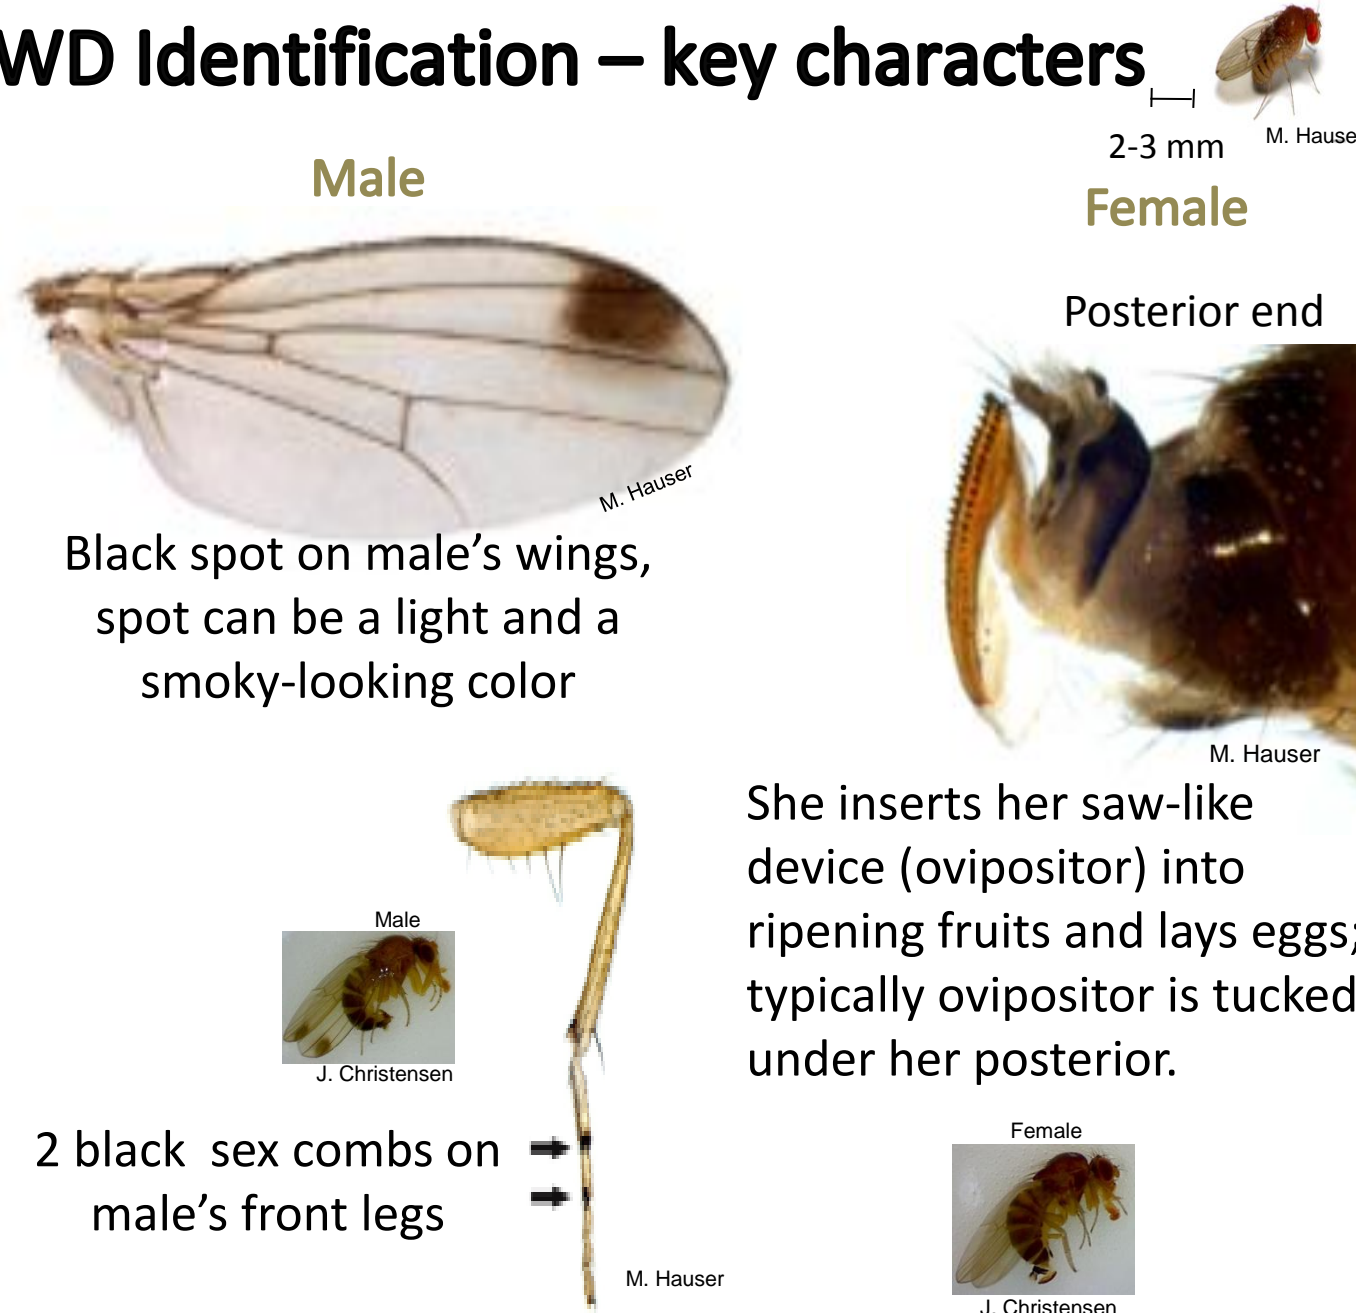 WD Identification – key characters
2-3 mm
M. Hause
Male
Female
Posterior end
M. Hauser
Black spot on male’s wings,
spot can be a light and a
smoky-looking color
M. Hauser
She inserts her saw-like
device (ovipositor) into
ripening fruits and lays eggs;
typically ovipositor is tucked
under her posterior.
Male
J. Christensen
2 black  sex combs on
male’s front legs
M. Hauser
Female
J. Christensen